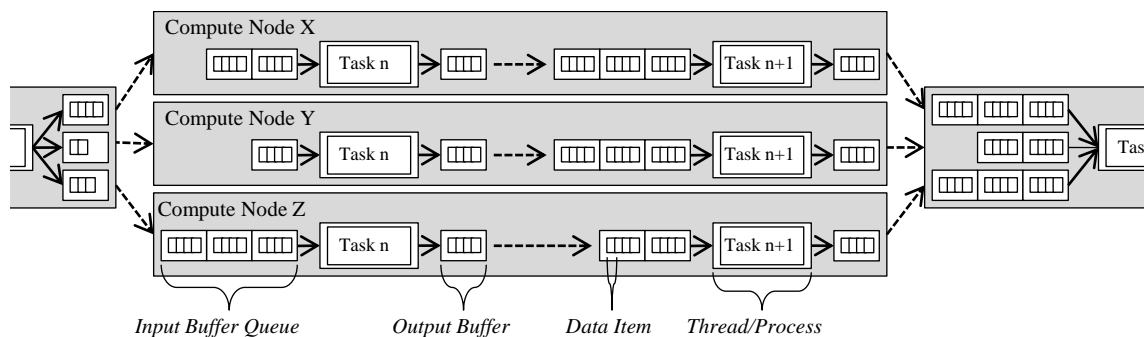 Compute Node X
Task n
Task n+1
Compute Node Y
Task n
Task n+1
Tas
Compute Node Z
Task n
Task n+1
Input Buffer Queue
Output Buffer
Data Item
Thread/Process